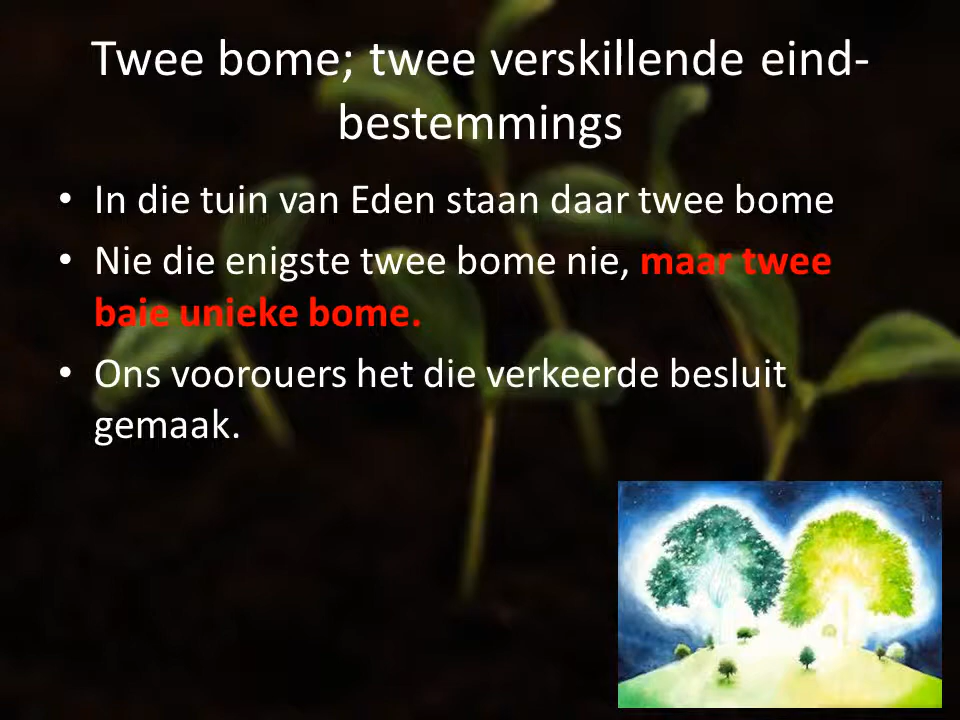 Twee bome; twee verskillende eind-
bestemmings
• In die tuin van Eden staan daar twee bome
• Nie die enigste twee bome nie, maar twee
baie unieke bome.
• Ons voorouers het die verkeerde besluit
gemaak.